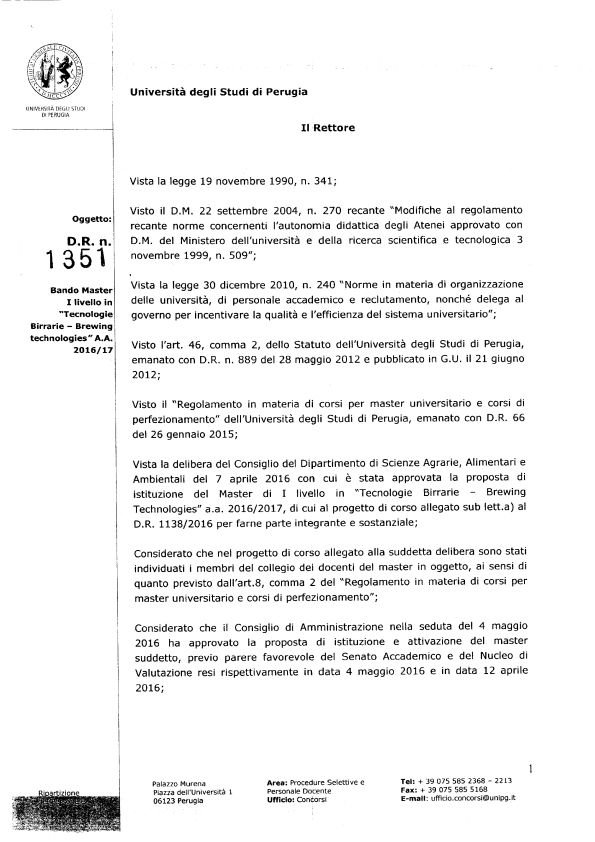 UNIVERSITÀ DEGLI STUDI
DI PERUGIA
Università degli Studi di Perugia
Il Rettore
Oggetto:
D.R. n.
1351
Bando Master
I livello in
“Tecnologie
Birrarie – Brewing
technologies” A.A.
2016/17
Vista la legge 19 novembre 1990, n. 341;
Visto il D.M. 22 settembre 2004, n. 270 recante “Modifiche al regolamento
recante norme concernenti l’autonomia didattica degli Atenei approvato con
D.M. del Ministero dell’università e della ricerca scientifica e tecnologica 3
novembre 1999, n. 509”;
Vista la legge 30 dicembre 2010, n. 240 “Norme in materia di organizzazione
delle università, di personale accademico e reclutamento, nonché delega al
governo per incentivare la qualità e l’efficienza del sistema universitario”;
Visto l’art. 46, comma 2, dello Statuto dell’Università degli Studi di Perugia,
emanato con D.R. n. 889 del 28 maggio 2012 e pubblicato in G.U. il 21 giugno
2012;
Visto il “Regolamento in materia di corsi per master universitario e corsi di
perfezionamento” dell’Università degli Studi di Perugia, emanato con D.R. 66
del 26 gennaio 2015;
Vista la delibera del Consiglio del Dipartimento di Scienze Agrarie, Alimentari e
Ambientali del 7 aprile 2016 con cui è stata approvata la proposta di
istituzione del Master di I livello in “Tecnologie Birrarie – Brewing
Technologies” a.a. 2016/2017, di cui al progetto di corso allegato sub lett.a) al
D.R. 1138/2016 per farne parte integrante e sostanziale;
Considerato che nel progetto di corso allegato alla suddetta delibera sono stati
individuati i membri del collegio dei docenti del master in oggetto, ai sensi di
quanto previsto dall’art.8, comma 2 del “Regolamento in materia di corsi per
master universitario e corsi di perfezionamento”;
Considerato che il Consiglio di Amministrazione nella seduta del 4 maggio
2016 ha approvato la proposta di istituzione e attivazione del master
suddetto, previo parere favorevole del Senato Accademico e del Nucleo di
Valutazione resi rispettivamente in data 4 maggio 2016 e in data 12 aprile
2016;
1
Ripartizione
Palazzo Murena
Piazza dell’Università 1
06123 Perugia
Area: Procedure Selettive e
Personale Docente
Ufficio: Concorsi
Tel: + 39 075 585 2368 – 2213
Fax: + 39 075 585 5168
E-mail: ufficio.concorsi@unipg.it